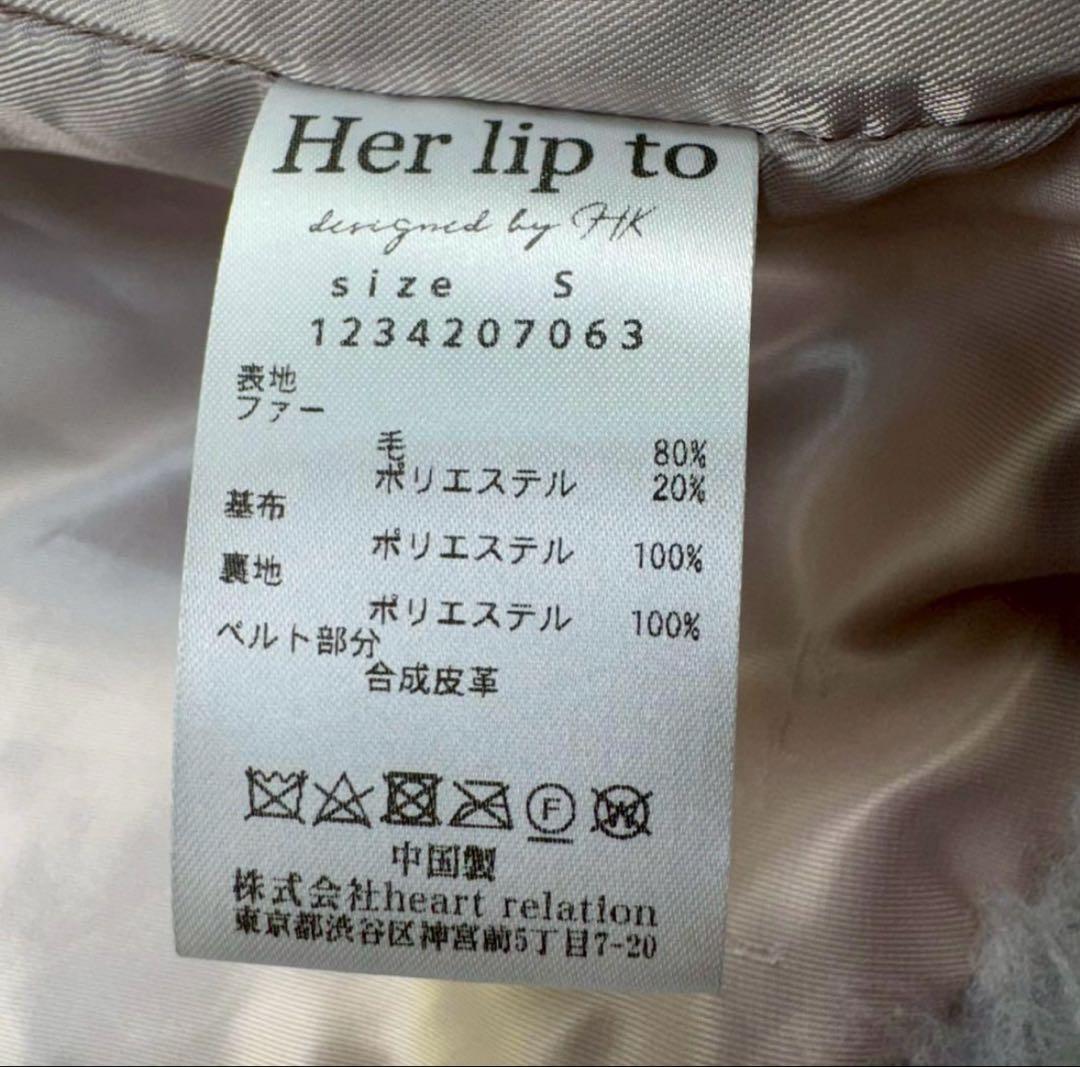 Her lip to
designed by HK
size S
1234207063
表地
ファー
毛 80%
ポリエステル 20%
基布
ポリエステル 100%
裏地
ポリエステル 100%
ベルト部分
合成皮革
F W
中国製
株式会社heart relation
東京都渋谷区神宮前5丁目7-20